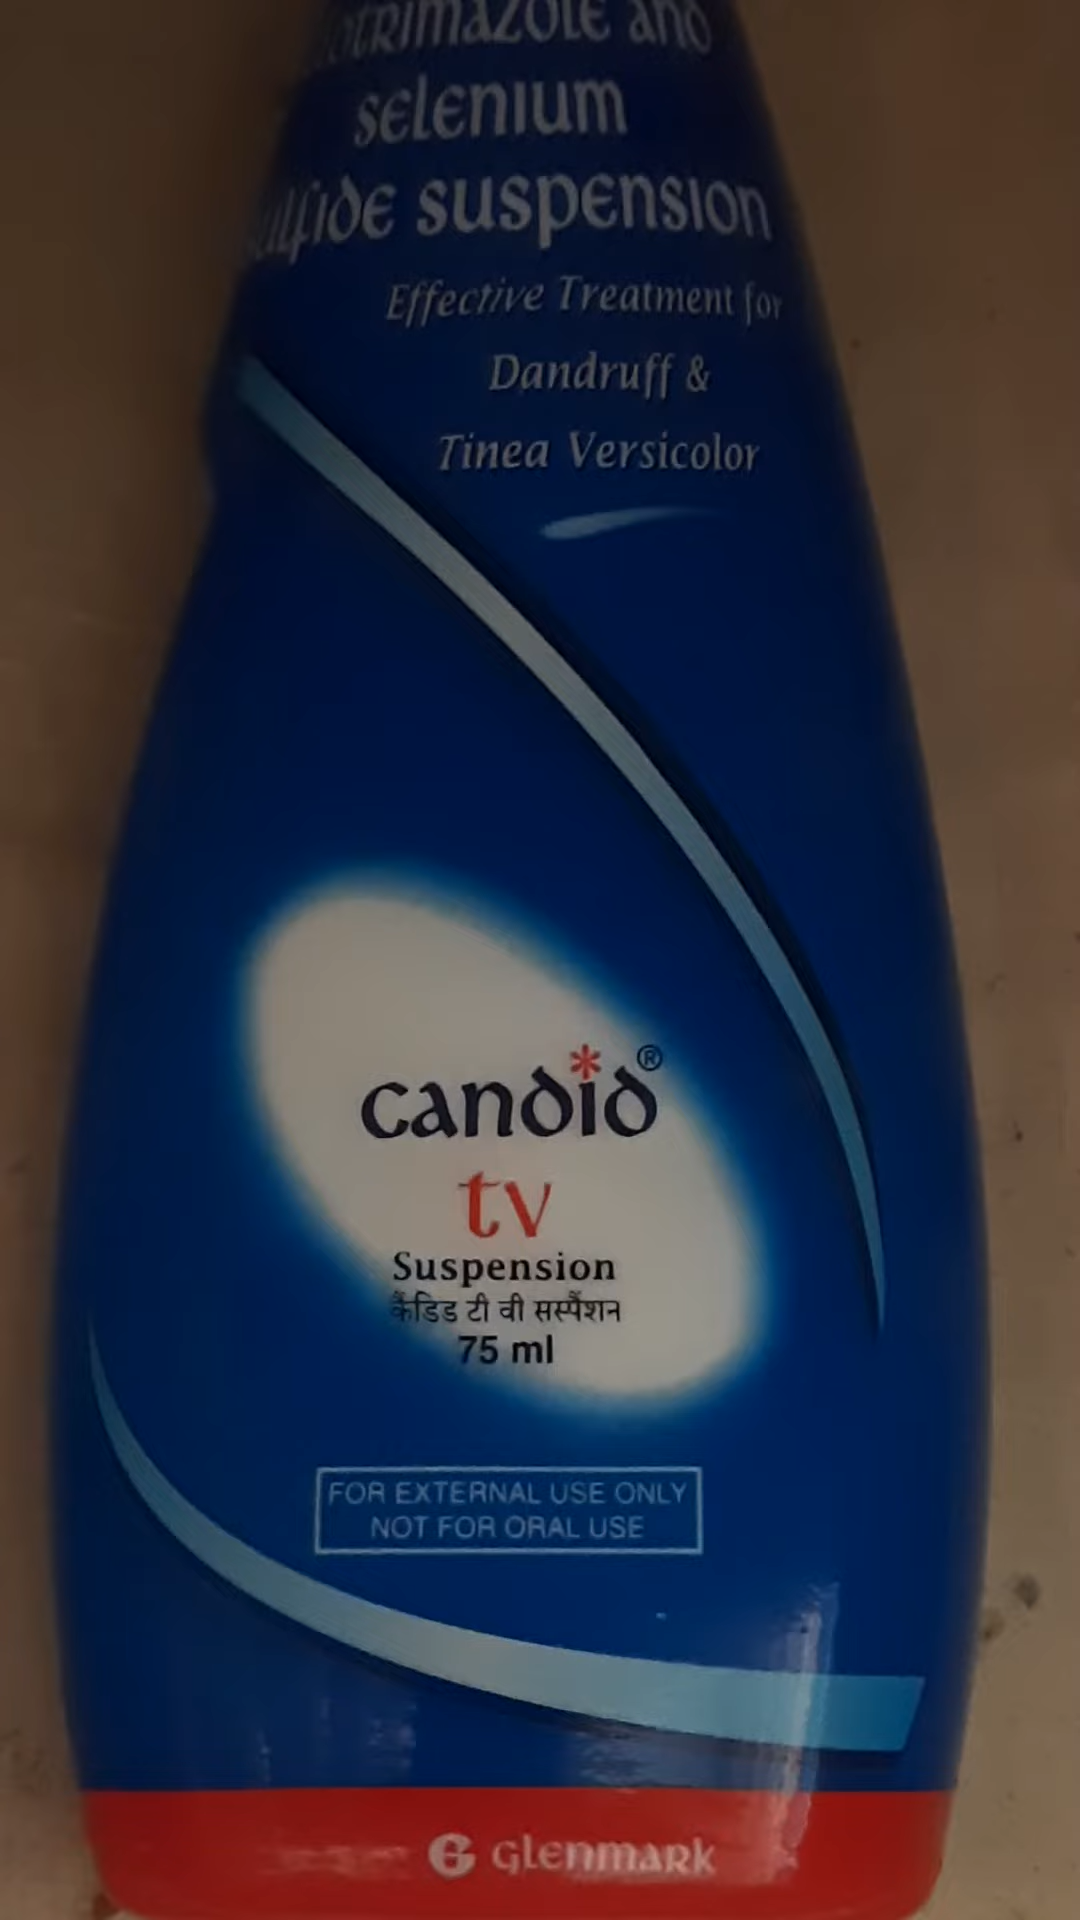 and
selenium
suspension
Effective Treatment for
Dandruff &
Tinea Versicolor
candid®
tv
Suspension
कैंडिड टी वी सस्पैंशन
75 ml
FOR EXTERNAL USE ONLY
NOT FOR ORAL USE
G glenmark